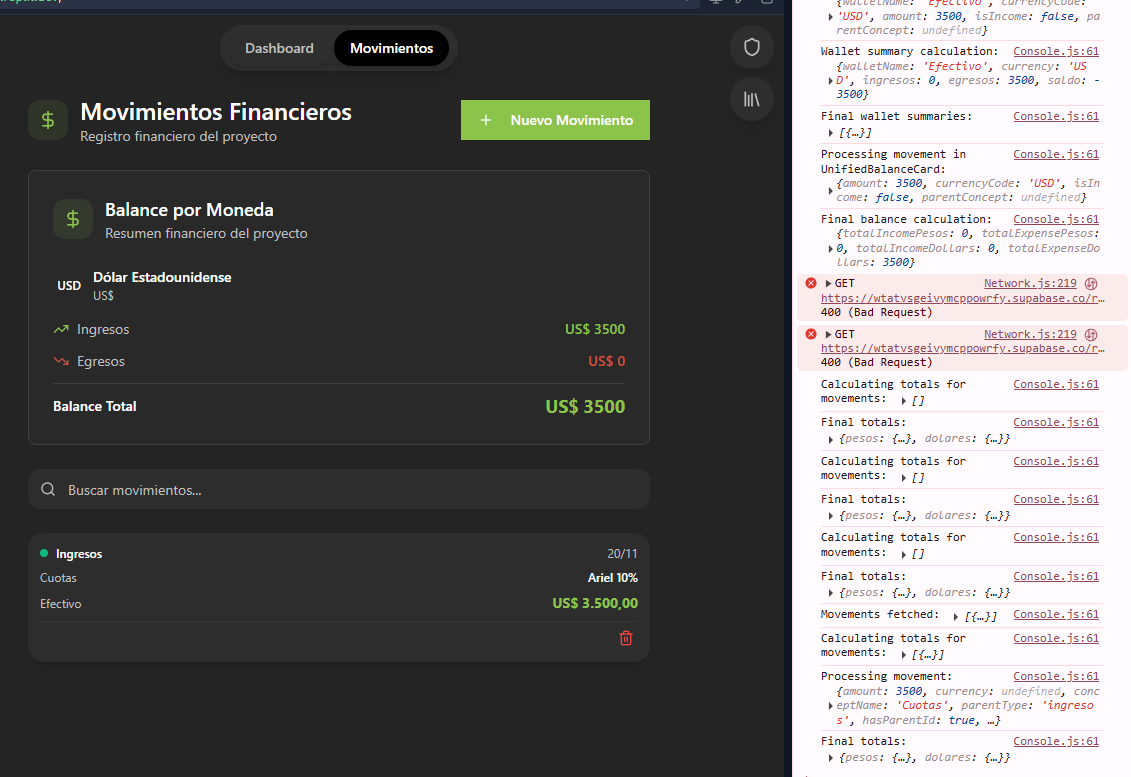 Dashboard
Movimientos
Movimientos Financieros
Registro financiero del proyecto
+ Nuevo Movimiento
Balance por Moneda
Resumen financiero del proyecto
USD
Dólar Estadounidense
US$
Ingresos
US$ 3500
Egresos
US$ 0
Balance Total
US$ 3500
Buscar movimientos...
Ingresos
20/11
Cuotas
Ariel 10%
Efectivo
US$ 3.500,00
{walletName: 'Efectivo', currencyCode:
'USD', amount: 3500, isIncome: false, pa
rentConcept: undefined}
Wallet summary calculation: Console.js:61
{walletName: 'Efectivo', currency: 'US
D', ingresos: 0, egresos: 3500, saldo: -
3500}
Final wallet summaries: Console.js:61
[{…}]
Processing movement in Console.js:61
UnifiedBalanceCard:
{amount: 3500, currencyCode: 'USD', isIn
come: false, parentConcept: undefined}
Final balance calculation: Console.js:61
{totalIncomePesos: 0, totalExpensePesos:
0, totalIncomeDollars: 0, totalExpenseDo
llars: 3500}
GET Network.js:219
https://wtatvsgeivymcppowrfy.supabase.co/r…
400 (Bad Request)
GET Network.js:219
https://wtatvsgeivymcppowrfy.supabase.co/r…
400 (Bad Request)
Calculating totals for Console.js:61
movements: []
Final totals: Console.js:61
{pesos: {…}, dolares: {…}}
Calculating totals for Console.js:61
movements: []
Final totals: Console.js:61
{pesos: {…}, dolares: {…}}
Calculating totals for Console.js:61
movements: []
Final totals: Console.js:61
{pesos: {…}, dolares: {…}}
Movements fetched: [{…}] Console.js:61
Calculating totals for Console.js:61
movements: [{…}]
Processing movement: Console.js:61
{amount: 3500, currency: undefined, conc
eptName: 'Cuotas', parentType: 'ingreso
s', hasParentId: true, …}
Final totals: Console.js:61
{pesos: {…}, dolares: {…}}